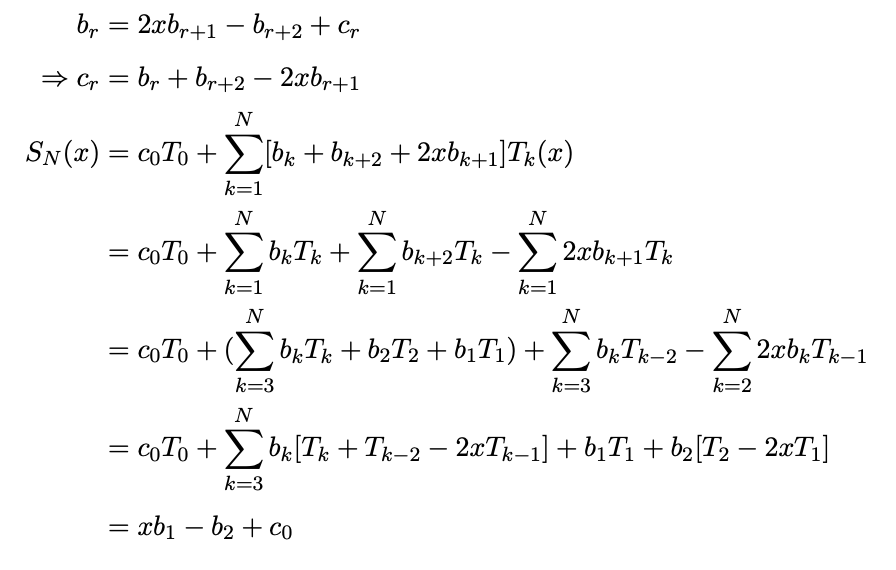 b_r = 2xb_{r+1} − b_{r+2} + c_r
⇒ c_r = b_r + b_{r+2} − 2xb_{r+1}
S_N(x) = c_0T_0 + \sum_{k=1}^{N} [b_k + b_{k+2} + 2xb_{k+1}]T_k(x)
= c_0T_0 + \sum_{k=1}^{N} b_kT_k + \sum_{k=1}^{N} b_{k+2}T_k − \sum_{k=1}^{N} 2xb_{k+1}T_k
= c_0T_0 + (\sum_{k=3}^{N} b_kT_k + b_2T_2 + b_1T_1) + \sum_{k=3}^{N} b_kT_{k−2} − \sum_{k=2}^{N} 2xb_kT_{k−1}
= c_0T_0 + \sum_{k=3}^{N} b_k[T_k + T_{k−2} − 2xT_{k−1}] + b_1T_1 + b_2[T_2 − 2xT_1]
= xb_1 − b_2 + c_0